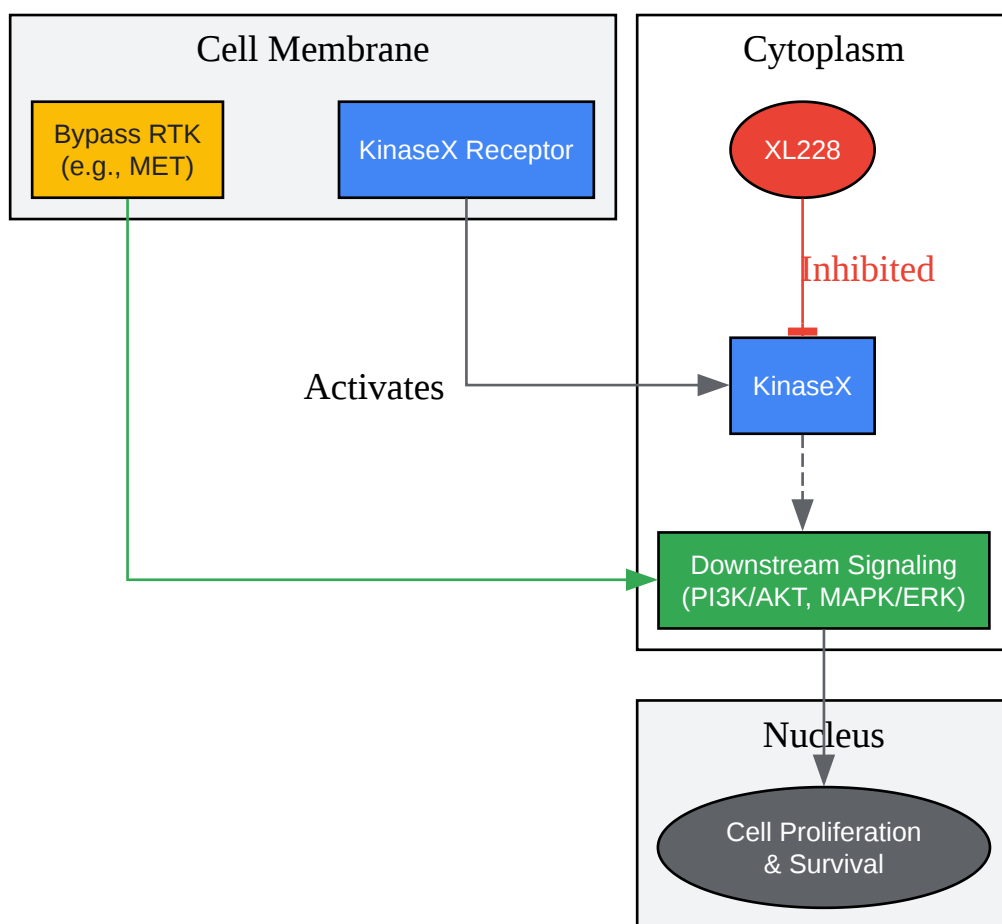 Cell Membrane
Cytoplasm
Bypass RTK
(e.g., MET)
KinaseX Receptor
XL228
Inhibited
Activates
KinaseX
Downstream Signaling
(PI3K/AKT, MAPK/ERK)
Nucleus
Cell Proliferation
& Survival